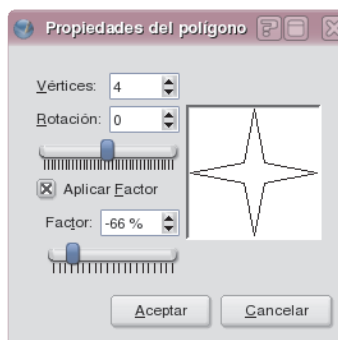 Propiedades del polígono
Vértices: 4
Rotación: 0
Aplicar Factor
Factor: -66 %
Aceptar Cancelar